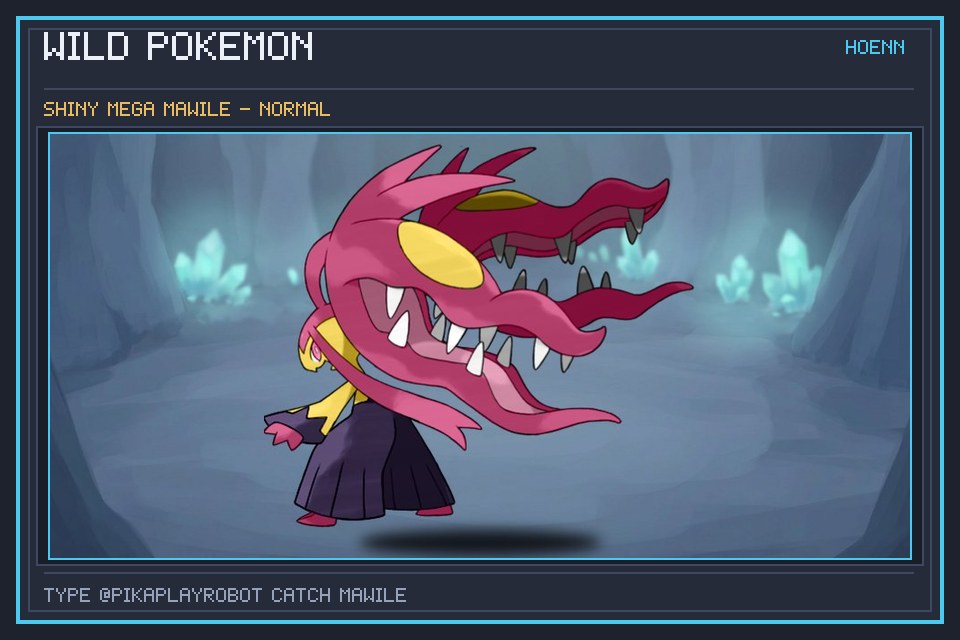 WILD POKEMON
HOENN
SHINY MEGA MAWILE - NORMAL
TYPE @PIKAPLAYROBOT CATCH MAWILE